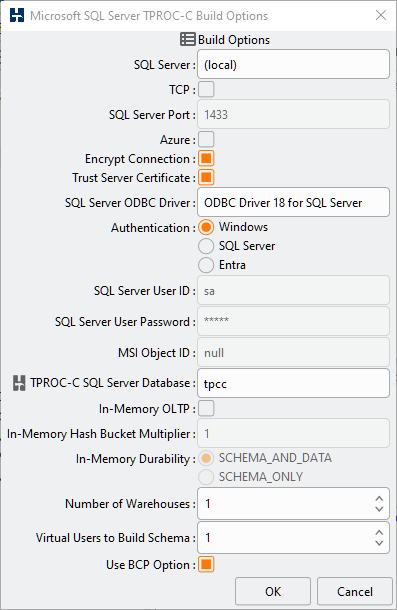 Microsoft SQL Server TPROC-C Build Options
Build Options
SQL Server : (local)
TCP :
SQL Server Port : 1433
Azure :
Encrypt Connection :
Trust Server Certificate :
SQL Server ODBC Driver : ODBC Driver 18 for SQL Server
Authentication : Windows
SQL Server
Entra
SQL Server User ID : sa
SQL Server User Password : *****
MSI Object ID : null
TPROC-C SQL Server Database : tpcc
In-Memory OLTP :
In-Memory Hash Bucket Multiplier : 1
In-Memory Durability : SCHEMA_AND_DATA
SCHEMA_ONLY
Number of Warehouses : 1
Virtual Users to Build Schema : 1
Use BCP Option :
OK Cancel